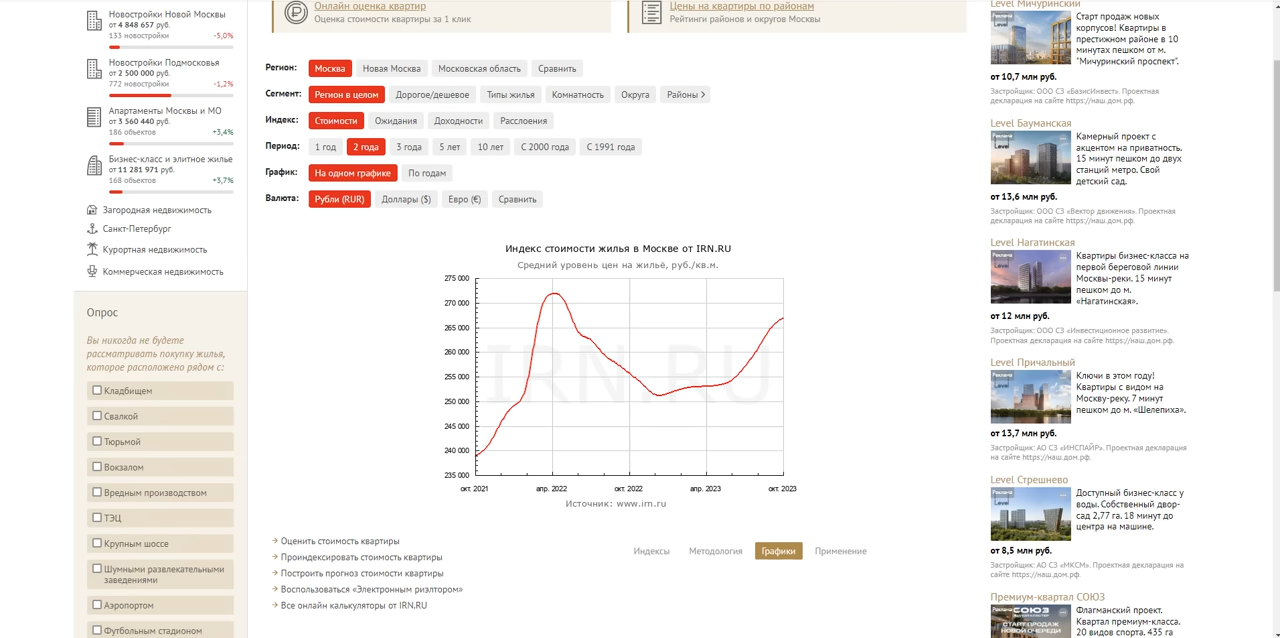 Новостройки Новой Москвы
от 4 848 657 руб.
133 новостройки -5,0%
Новостройки Подмосковья
от 2 500 000 руб.
772 новостройки -1,2%
Апартаменты Москвы и МО
от 3 560 440 руб.
186 объектов +3,4%
Бизнес-класс и элитное жилье
от 11 281 971 руб.
168 объектов +3,7%
Загородная недвижимость
Санкт-Петербург
Курортная недвижимость
Коммерческая недвижимость
Опрос
Вы никогда не будете
рассматривать покупку жилья,
которое расположено рядом с:
Кладбищем
Свалкой
Тюрьмой
Вокзалом
Вредным производством
ТЭЦ
Крупным шоссе
Шумными развлекательными
заведениями
Аэропортом
Футбольным стадионом
Онлайн оценка квартир
Оценка стоимости квартиры за 1 клик
Цены на квартиры по районам
Рейтинги районов и округов Москвы
Регион: Москва Новая Москва Московская область Сравнить
Сегмент: Регион в целом Дорогое/дешевое Типы жилья Комнатность Округа Районы
Индекс: Стоимости Ожидания Доходности Расслоения
Период: 1 год 2 года 3 года 5 лет 10 лет С 2000 года С 1991 года
График: На одном графике По годам
Валюта: Рубли (RUR) Доллары ($) Евро (€) Сравнить
Индекс стоимости жилья в Москве от IRN.RU
Средний уровень цен на жильё, руб./кв.м.
275 000
270 000
265 000
260 000
255 000
250 000
245 000
240 000
235 000
IRN.RU
окт. 2021 апр. 2022 окт. 2022 апр. 2023 окт. 2023
Источник: www.irn.ru
Оценить стоимость квартиры
Проиндексировать стоимость квартиры
Построить прогноз стоимости квартиры
Воспользоваться «Электронным риэлтором»
Все онлайн калькуляторы от IRN.RU
Индексы Методология Графики Применение
Level Мичуринский
Реклама
Level
Старт продаж новых
корпусов! Квартиры в
престижном районе в 10
минутах пешком от м.
"Мичуринский проспект".
от 10,7 млн руб.
Застройщик: ООО СЗ «БазисИнвест». Проектная
декларация на сайте https://наш.дом.рф.
Level Бауманская
Реклама
Level
Камерный проект с
акцентом на приватность.
15 минут пешком до двух
станций метро. Свой
детский сад.
от 13,6 млн руб.
Застройщик: ООО СЗ «Вектор движения». Проектная
декларация на сайте https://наш.дом.рф.
Level Нагатинская
Реклама
Level
Квартиры бизнес-класса на
первой береговой линии
Москвы-реки. 15 минут
пешком до м.
«Нагатинская».
от 12 млн руб.
Застройщик: ООО СЗ «Инвестиционное развитие».
Проектная декларация на сайте https://наш.дом.рф.
Level Причальный
Реклама
Level
Ключи в этом году!
Квартиры с видом на
Москву-реку. 7 минут
пешком до м. «Шелепиха».
от 13,7 млн руб.
Застройщик: АО СЗ «ИНСПАЙР». Проектная декларация
на сайте https://наш.дом.рф.
Level Стрешнево
Реклама
Level
Доступный бизнес-класс у
воды. Собственный двор-
сад 2,77 га. 18 минут до
центра на машине.
от 8,5 млн руб.
Застройщик: АО СЗ «МКСМ». Проектная декларация на
сайте https://наш.дом.рф.
Премиум-квартал СОЮЗ
Реклама
СОЮЗ
СТАРТ ПРОДАЖ
НОВОЙ ОЧЕРЕДИ
Флагманский проект.
Квартал премиум-класса.
20 видов спорта. 435 га